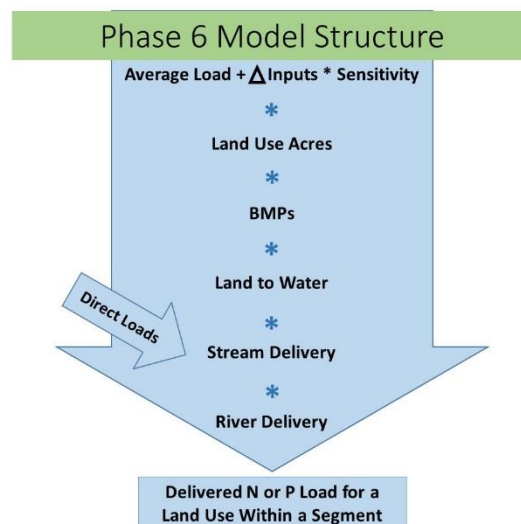 Phase 6 Model Structure
Average Load + Δ Inputs * Sensitivity
*
Land Use Acres
*
BMPs
*
Land to Water
*
Direct Loads
Stream Delivery
*
River Delivery
Delivered N or P Load for a
Land Use Within a Segment